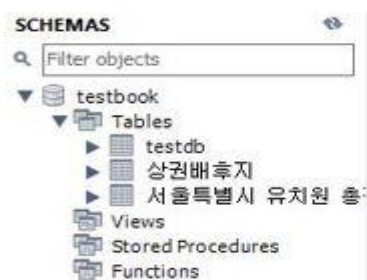 SCHEMAS
Filter objects
testbook
Tables
testdb
상권배후지
서울특별시 유치원 총
Views
Stored Procedures
Functions